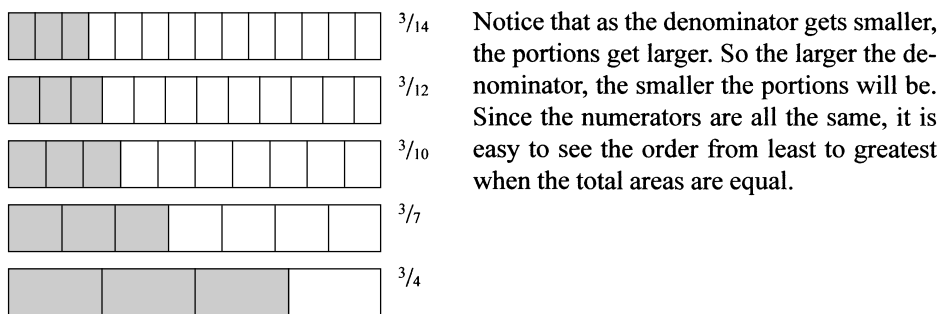 3/14
3/12
3/10
3/7
3/4
Notice that as the denominator gets smaller,
the portions get larger. So the larger the de-
nominator, the smaller the portions will be.
Since the numerators are all the same, it is
easy to see the order from least to greatest
when the total areas are equal.